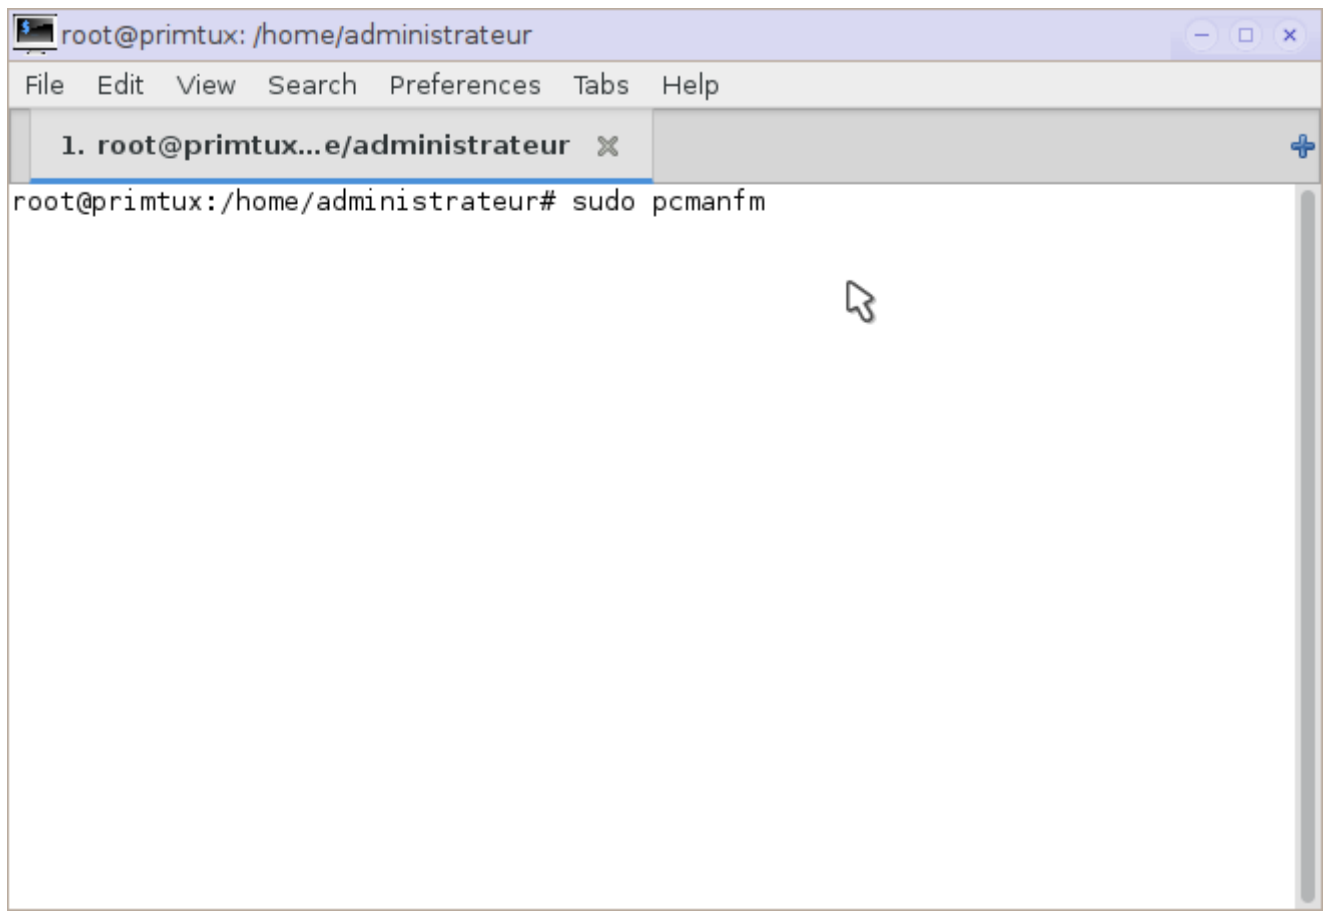 root@primtux: /home/administrateur
File Edit View Search Preferences Tabs Help
1. root@primtux...e/administrateur
root@primtux:/home/administrateur# sudo pcmanfm